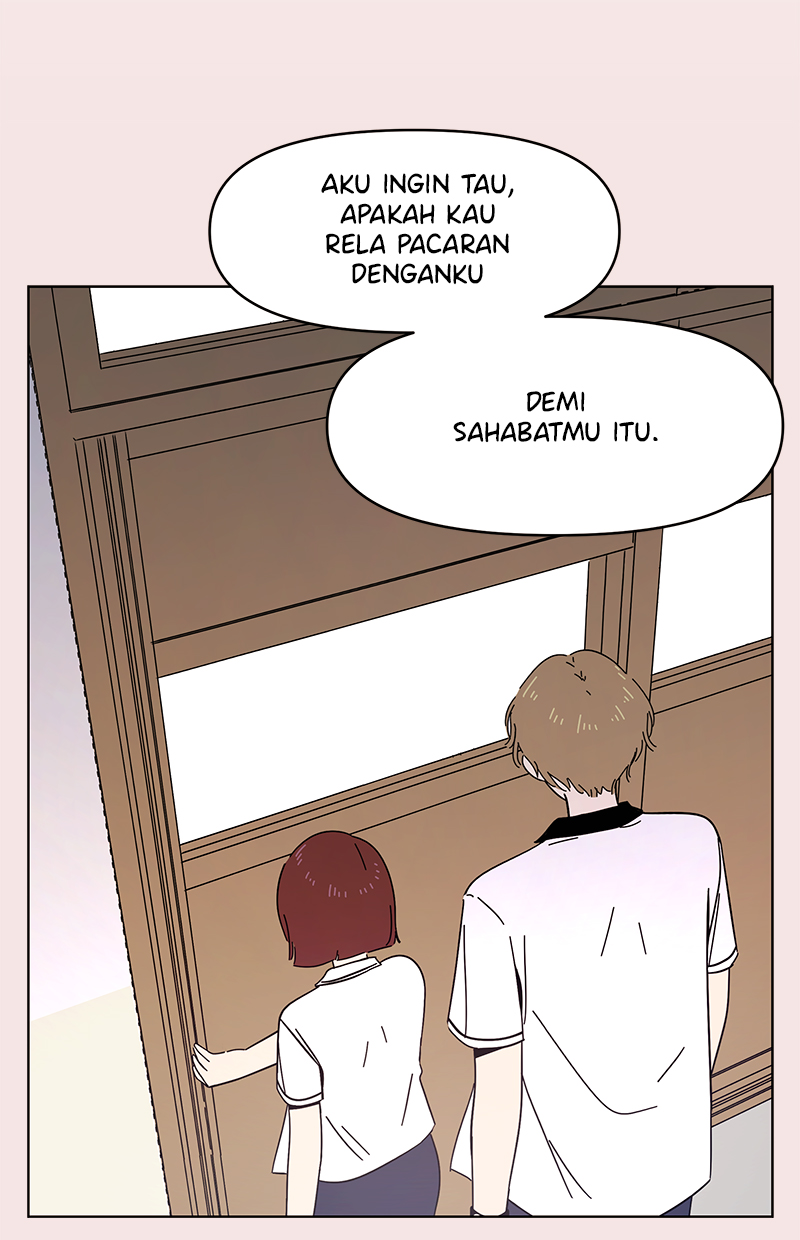 AKU INGIN TAU,
APAKAH KAU
RELA PACARAN
DENGANKU
DEMI
SAHABATMU ITU.